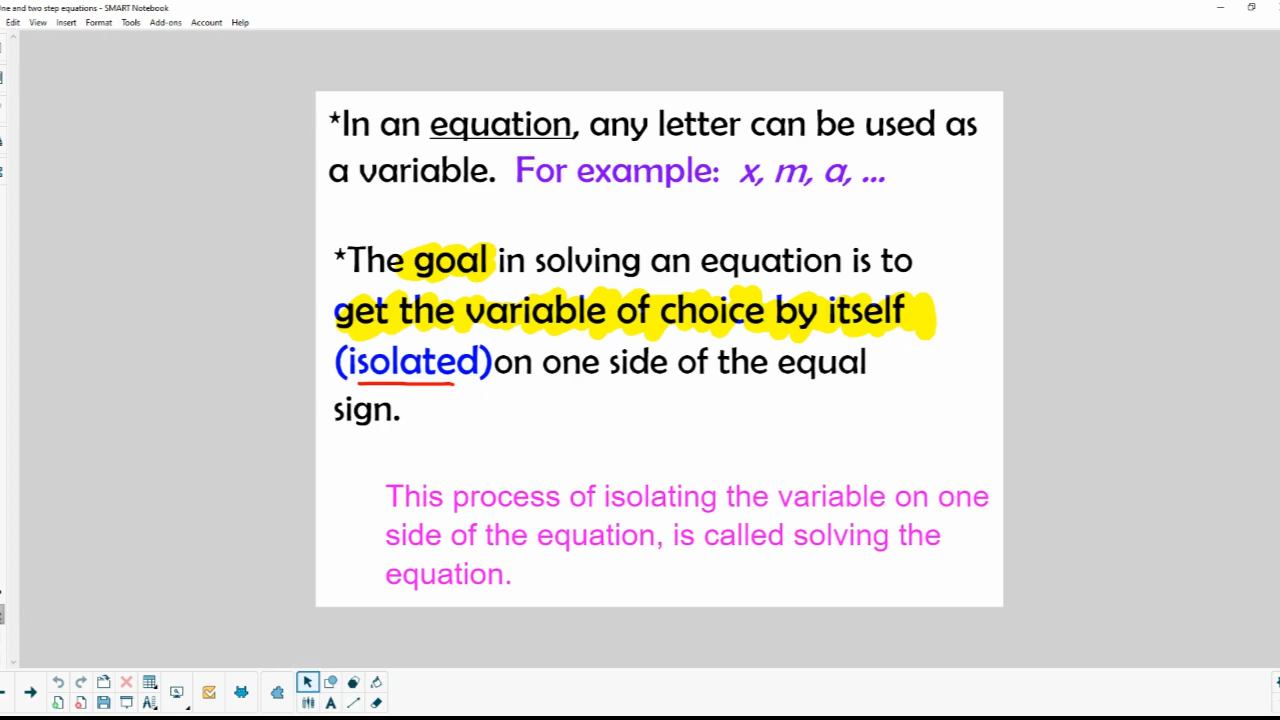 One and two step equations - SMART Notebook
Edit View Insert Format Tools Add-ons Account Help
*In an equation, any letter can be used as
a variable. For example: x, m, a, ...
*The goal in solving an equation is to
get the variable of choice by itself
(isolated)on one side of the equal
sign.
This process of isolating the variable on one
side of the equation, is called solving the
equation.